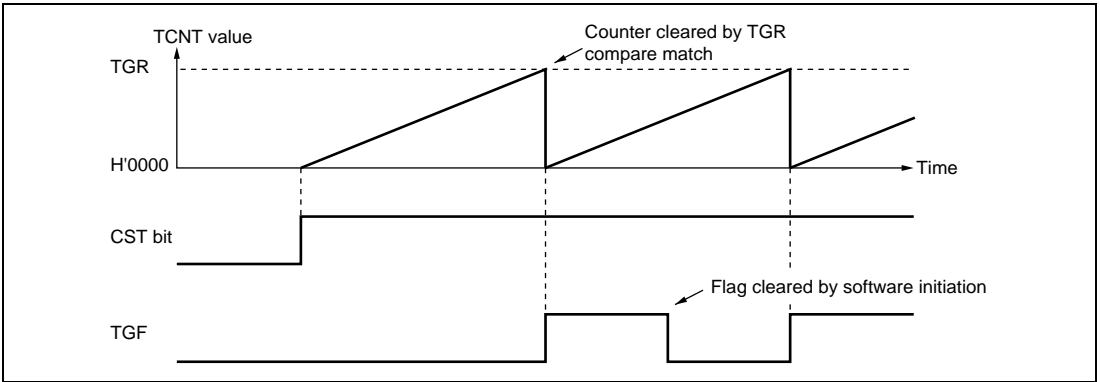 Counter cleared by TGR
compare match
TCNT value
TGR
H'0000
Time
CST bit
Flag cleared by software initiation
TGF